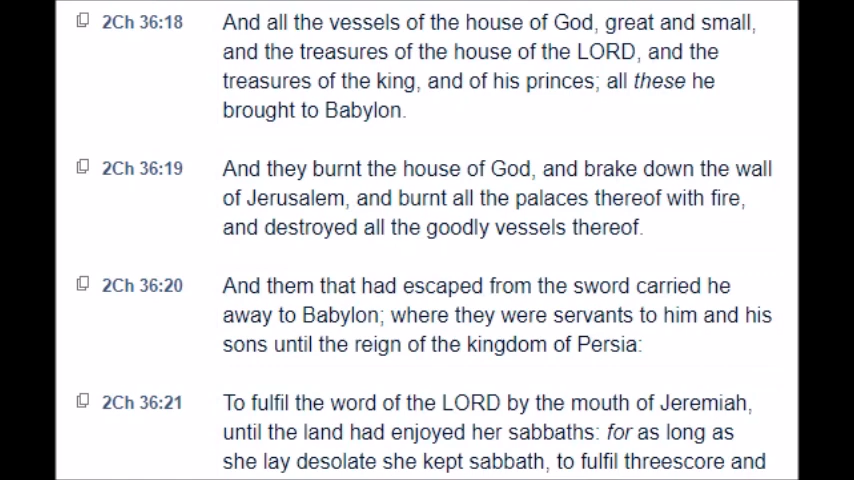 2Ch 36:18 And all the vessels of the house of God, great and small,
and the treasures of the house of the LORD, and the
treasures of the king, and of his princes; all these he
brought to Babylon.
2Ch 36:19 And they burnt the house of God, and brake down the wall
of Jerusalem, and burnt all the palaces thereof with fire,
and destroyed all the goodly vessels thereof.
2Ch 36:20 And them that had escaped from the sword carried he
away to Babylon; where they were servants to him and his
sons until the reign of the kingdom of Persia:
2Ch 36:21 To fulfil the word of the LORD by the mouth of Jeremiah,
until the land had enjoyed her sabbaths: for as long as
she lay desolate she kept sabbath, to fulfil threescore and